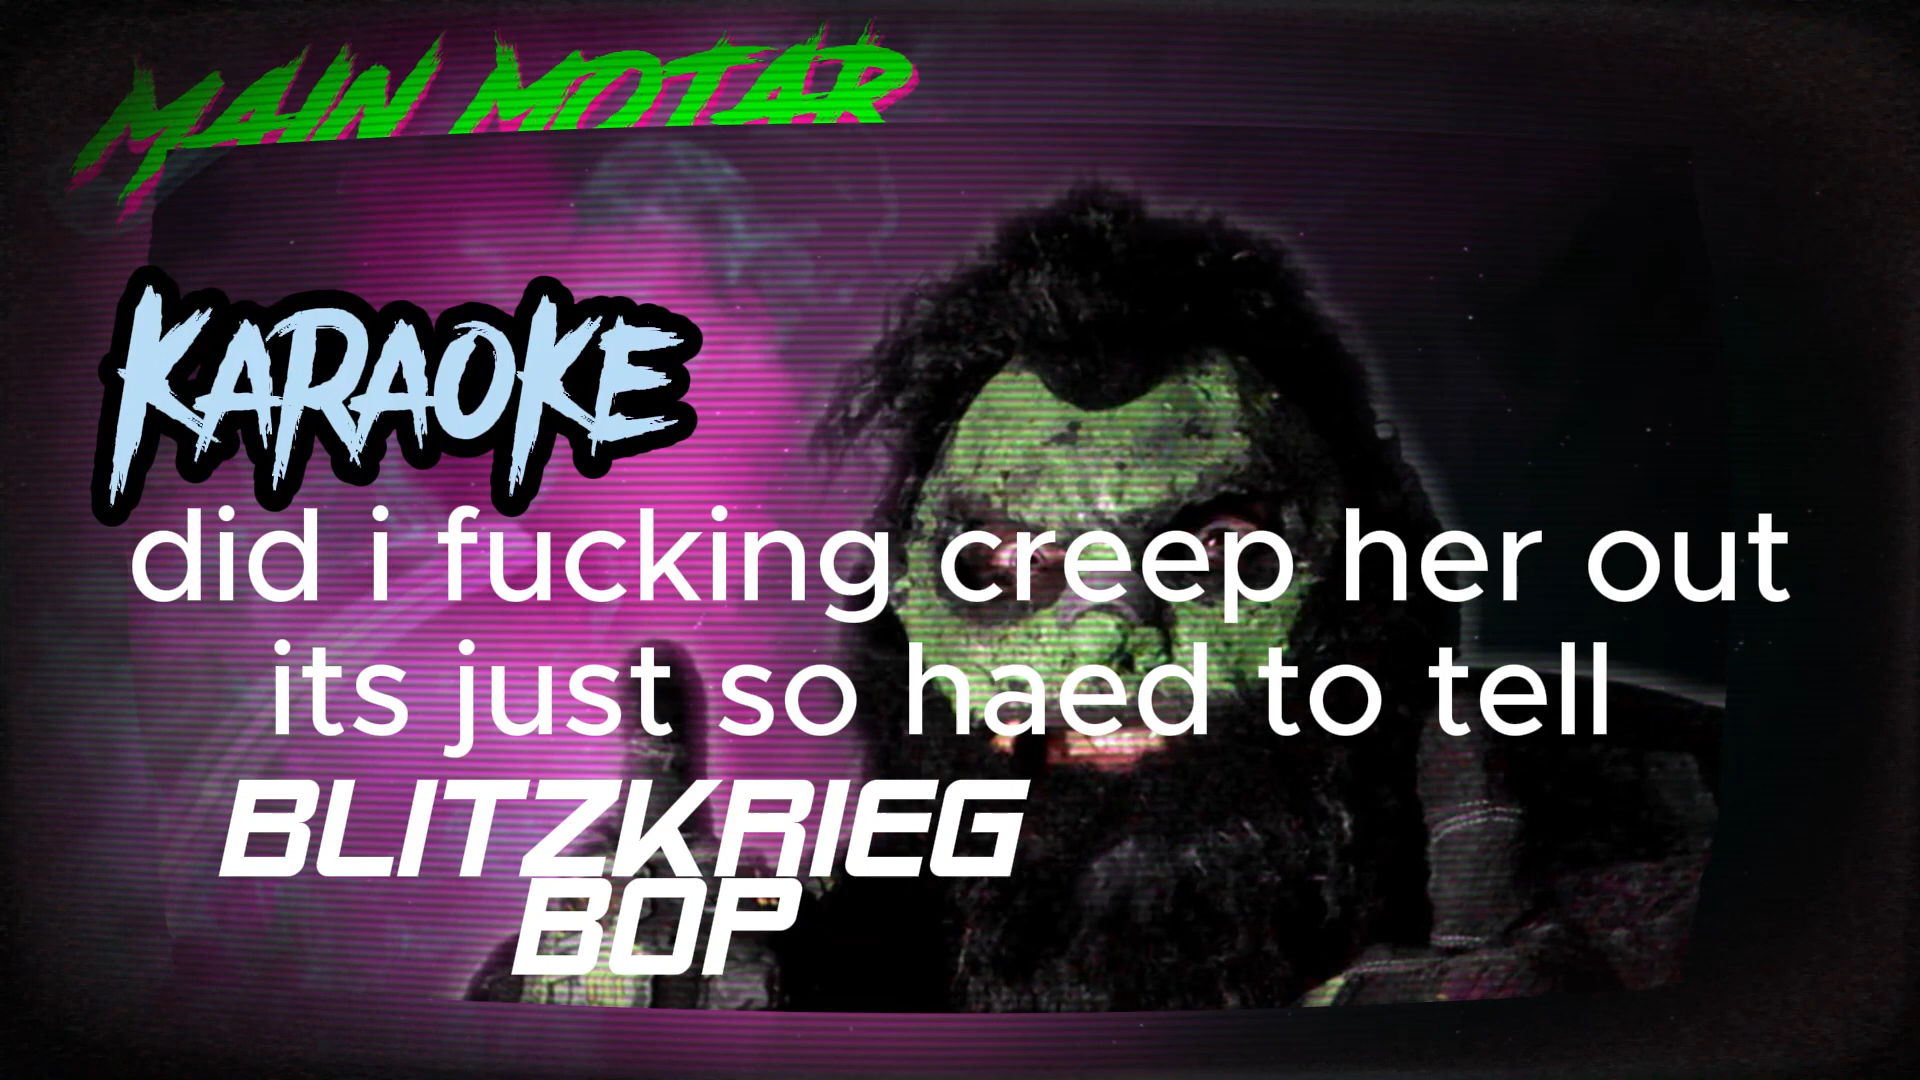 MAIN MOTAR
KARAOKE
did i fucking creep her out
its just so haed to tell
BLITZKRIEG
BOP